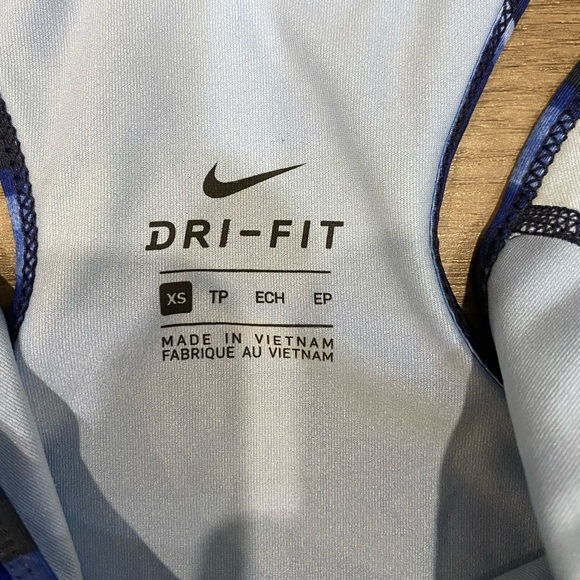 DRI-FIT
XS TP ECH EP
MADE IN VIETNAM
FABRIQUE AU VIETNAM